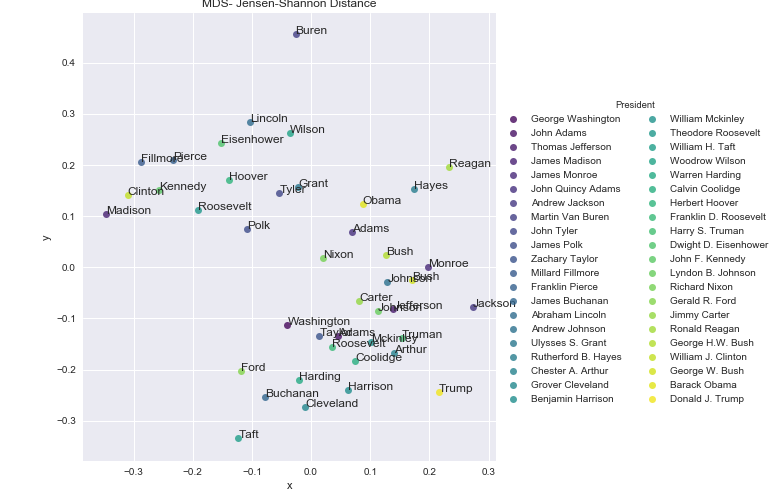 MDS- Jensen-Shannon Distance
Buren
Lincoln
Wilson
Eisenhower
Fillmore
Pierce
Reagan
Hoover
Kennedy
Clinton
Tyler
Grant
Hayes
Madison
Roosevelt
Obama
Polk
Adams
Nixon
Bush
Monroe
Johnson
Bush
Carter
Johnson
Jefferson
Jackson
Washington
Taylor
Adams
Mckinley
Truman
Roosevelt
Arthur
Coolidge
Ford
Harding
Buchanan
Harrison
Cleveland
Trump
Taft
0.4
0.3
0.2
0.1
0.0
−0.1
−0.2
−0.3
y
−0.3
−0.2
−0.1
0.0
0.1
0.2
0.3
x
President
George Washington
John Adams
Thomas Jefferson
James Madison
James Monroe
John Quincy Adams
Andrew Jackson
Martin Van Buren
John Tyler
James Polk
Zachary Taylor
Millard Fillmore
Franklin Pierce
James Buchanan
Abraham Lincoln
Andrew Johnson
Ulysses S. Grant
Rutherford B. Hayes
Chester A. Arthur
Grover Cleveland
Benjamin Harrison
William Mckinley
Theodore Roosevelt
William H. Taft
Woodrow Wilson
Warren Harding
Calvin Coolidge
Herbert Hoover
Franklin D. Roosevelt
Harry S. Truman
Dwight D. Eisenhower
John F. Kennedy
Lyndon B. Johnson
Richard Nixon
Gerald R. Ford
Jimmy Carter
Ronald Reagan
George H.W. Bush
William J. Clinton
George W. Bush
Barack Obama
Donald J. Trump